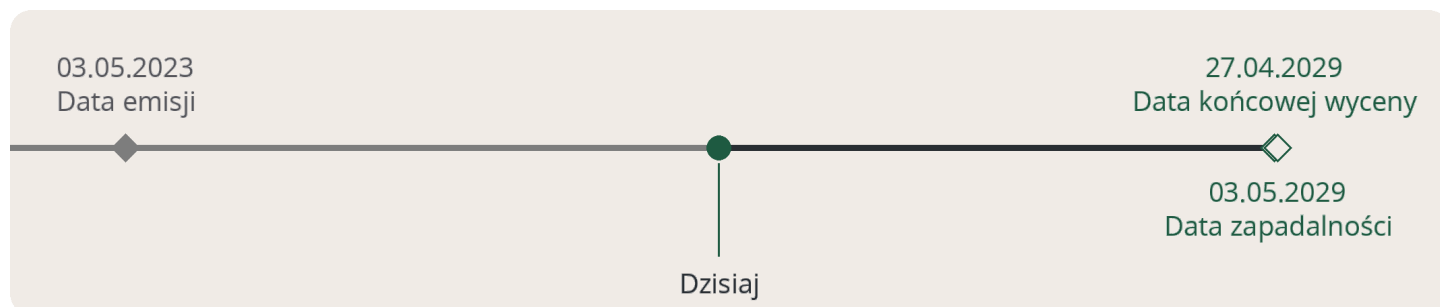 03.05.2023
Data emisji
27.04.2029
Data końcowej wyceny
03.05.2029
Data zapadalności
Dzisiaj